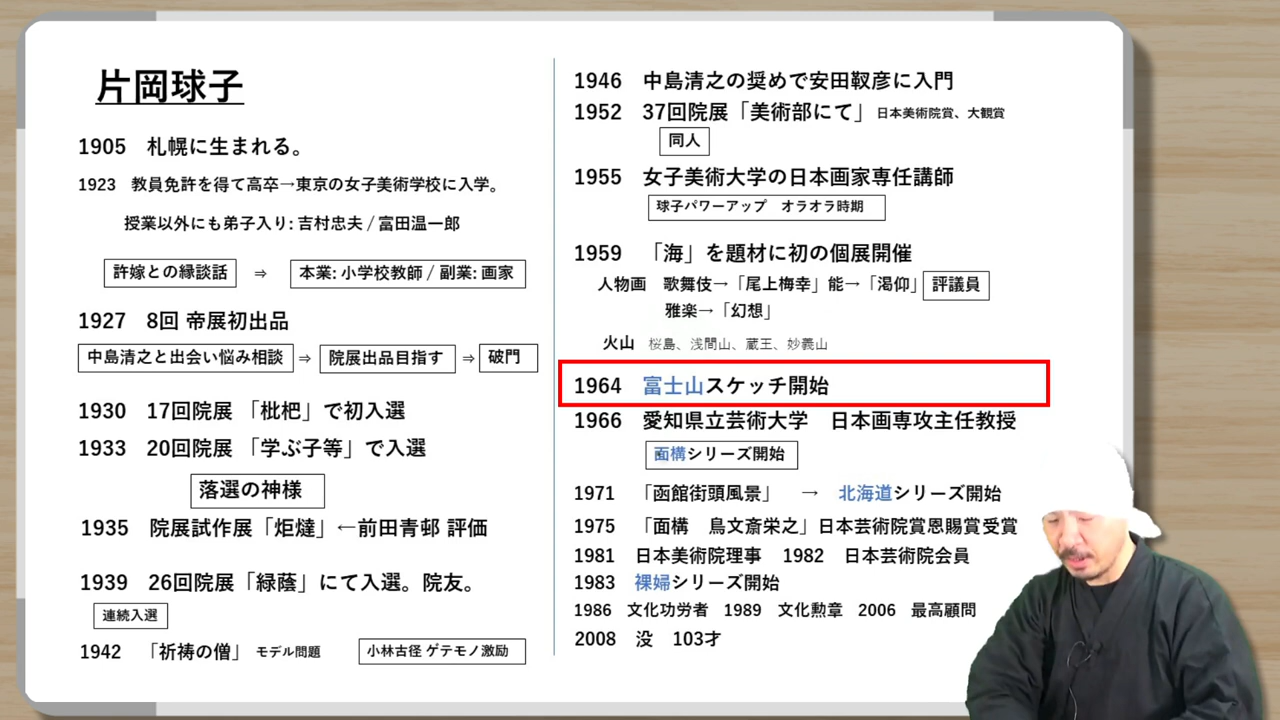 片岡球子
1905 札幌に生まれる。
1923 教員免許を得て高卒→東京の女子美術学校に入学。
授業以外にも弟子入り: 吉村忠夫 / 富田温一郎
許嫁との縁談話 ⇒ 本業: 小学校教師 / 副業: 画家
1927 8回 帝展初出品
中島清之と出会い悩み相談 ⇒ 院展出品目指す ⇒ 破門
1930 17回院展 「枇杷」で初入選
1933 20回院展 「学ぶ子等」で入選
落選の神様
1935 院展試作展「炬燵」←前田青邨 評価
1939 26回院展「緑蔭」にて入選。院友。
連続入選
1942 「祈祷の僧」 モデル問題 小林古径 ゲテモノ激励
1946 中島清之の奨めで安田靫彦に入門
1952 37回院展「美術部にて」 日本美術院賞、大観賞
同人
1955 女子美術大学の日本画家専任講師
球子パワーアップ オラオラ時期
1959 「海」を題材に初の個展開催
人物画 歌舞伎→「尾上梅幸」能→「渇仰」 評議員
雅楽→「幻想」
火山 桜島、浅間山、蔵王、妙義山
1964 富士山スケッチ開始
1966 愛知県立芸術大学 日本画専攻主任教授
面構シリーズ開始
1971 「函館街頭風景」 → 北海道シリーズ開始
1975 「面構 鳥文斎栄之」日本芸術院賞恩賜賞受賞
1981 日本美術院理事 1982 日本芸術院会員
1983 裸婦シリーズ開始
1986 文化功労者 1989 文化勲章 2006 最高顧問
2008 没 103才